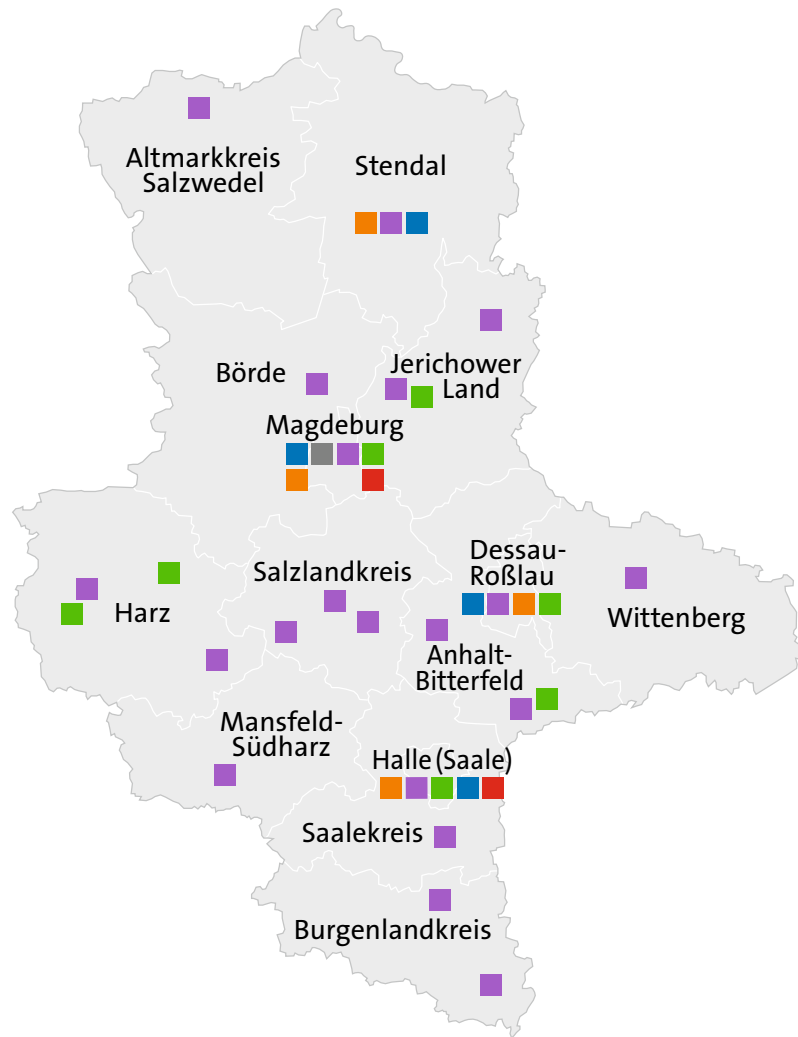 Altmarkkreis
Salzwedel
Stendal
Börde
Jerichower
Land
Magdeburg
Dessau-
Roßlau
Salzlandkreis
Harz
Wittenberg
Anhalt-
Bitterfeld
Mansfeld-
Südharz
Halle (Saale)
Saalekreis
Burgenlandkreis